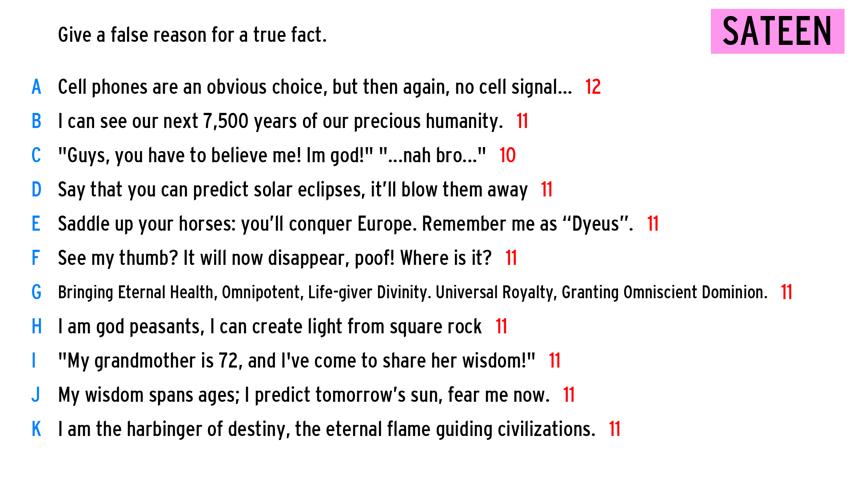 Give a false reason for a true fact.
SATEEN
A Cell phones are an obvious choice, but then again, no cell signal... 12
B I can see our next 7,500 years of our precious humanity. 11
C "Guys, you have to believe me! Im god!" "...nah bro..." 10
D Say that you can predict solar eclipses, it’ll blow them away 11
E Saddle up your horses: you’ll conquer Europe. Remember me as “Dyeus”. 11
F See my thumb? It will now disappear, poof! Where is it? 11
G Bringing Eternal Health, Omnipotent, Life-giver Divinity. Universal Royalty, Granting Omniscient Dominion. 11
H I am god peasants, I can create light from square rock 11
I "My grandmother is 72, and I've come to share her wisdom!" 11
J My wisdom spans ages; I predict tomorrow’s sun, fear me now. 11
K I am the harbinger of destiny, the eternal flame guiding civilizations. 11